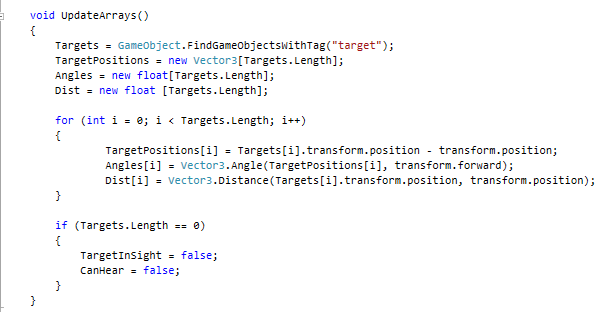 void UpdateArrays()
{
Targets = GameObject.FindGameObjectsWithTag("target");
TargetPositions = new Vector3[Targets.Length];
Angles = new float[Targets.Length];
Dist = new float [Targets.Length];
for (int i = 0; i < Targets.Length; i++)
{
TargetPositions[i] = Targets[i].transform.position - transform.position;
Angles[i] = Vector3.Angle(TargetPositions[i], transform.forward);
Dist[i] = Vector3.Distance(Targets[i].transform.position, transform.position);
}
if (Targets.Length == 0)
{
TargetInSight = false;
CanHear = false;
}
}